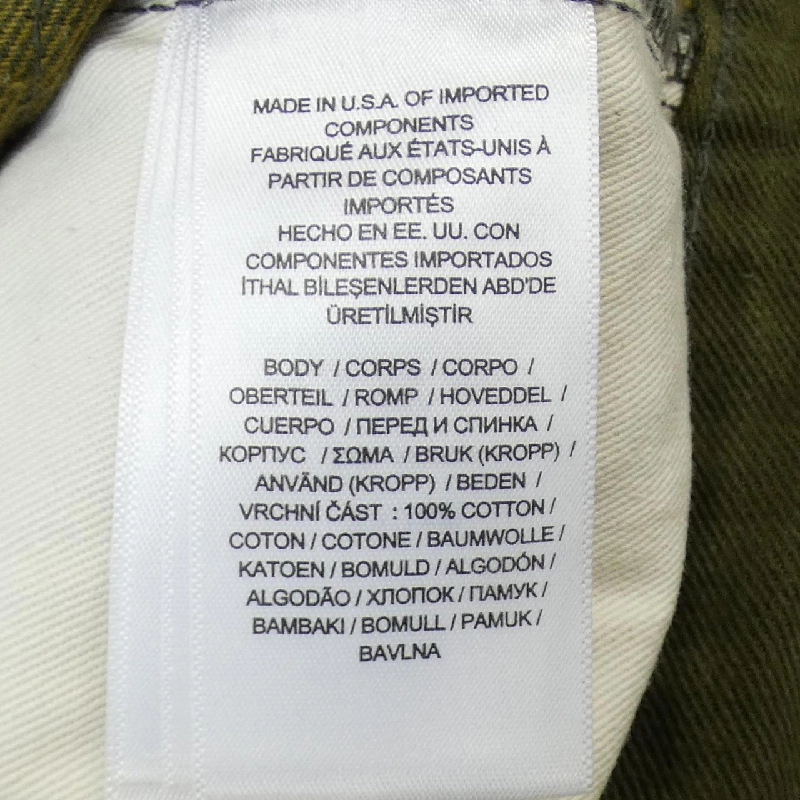 MADE IN U.S.A. OF IMPORTED
COMPONENTS
FABRIQUÉ AUX ÉTATS-UNIS À
PARTIR DE COMPOSANTS
IMPORTÉS
HECHO EN EE. UU. CON
COMPONENTES IMPORTADOS
İTHAL BİLEŞENLERDEN ABD'DE
ÜRETİLMİŞTİR
BODY / CORPS / CORPO /
OBERTEIL / ROMP / HOVEDDEL /
CUERPO / ПЕРЕД И СПИНКА /
КОРПУС / ΣΩΜΑ / BRUK (KROPP) /
ANVÄND (KROPP) / BEDEN /
VRCHNÍ ČÁST : 100% COTTON /
COTON / COTONE / BAUMWOLLE /
KATOEN / BOMULD / ALGODÓN /
ALGODÃO / ХЛОПОК / ПАМУК /
ΒΑΜΒΑΚΙ / BOMULL / PAMUK /
BAVLNA